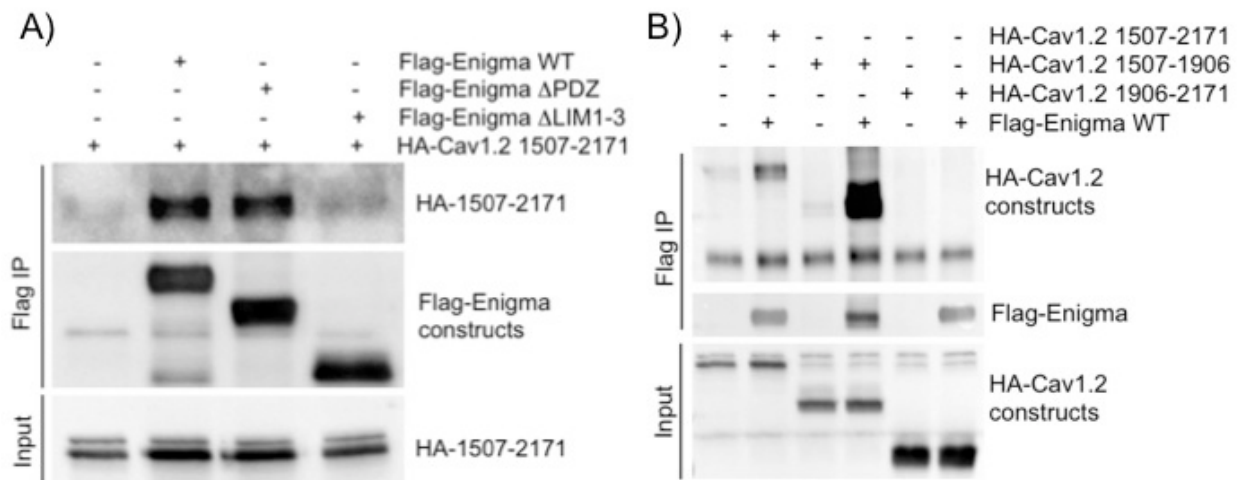 A)
- + - - Flag-Enigma WT
- - + - Flag-Enigma ΔPDZ
- - - + Flag-Enigma ΔLIM1-3
+ + + + HA-Cav1.2 1507-2171
Flag IP
HA-1507-2171
Flag-Enigma
constructs
Input
HA-1507-2171
B)
+ + - - - - HA-Cav1.2 1507-2171
- - + + - - HA-Cav1.2 1507-1906
- - - - + + HA-Cav1.2 1906-2171
- + - + - + Flag-Enigma WT
Flag IP
HA-Cav1.2
constructs
Flag-Enigma
Input
HA-Cav1.2
constructs